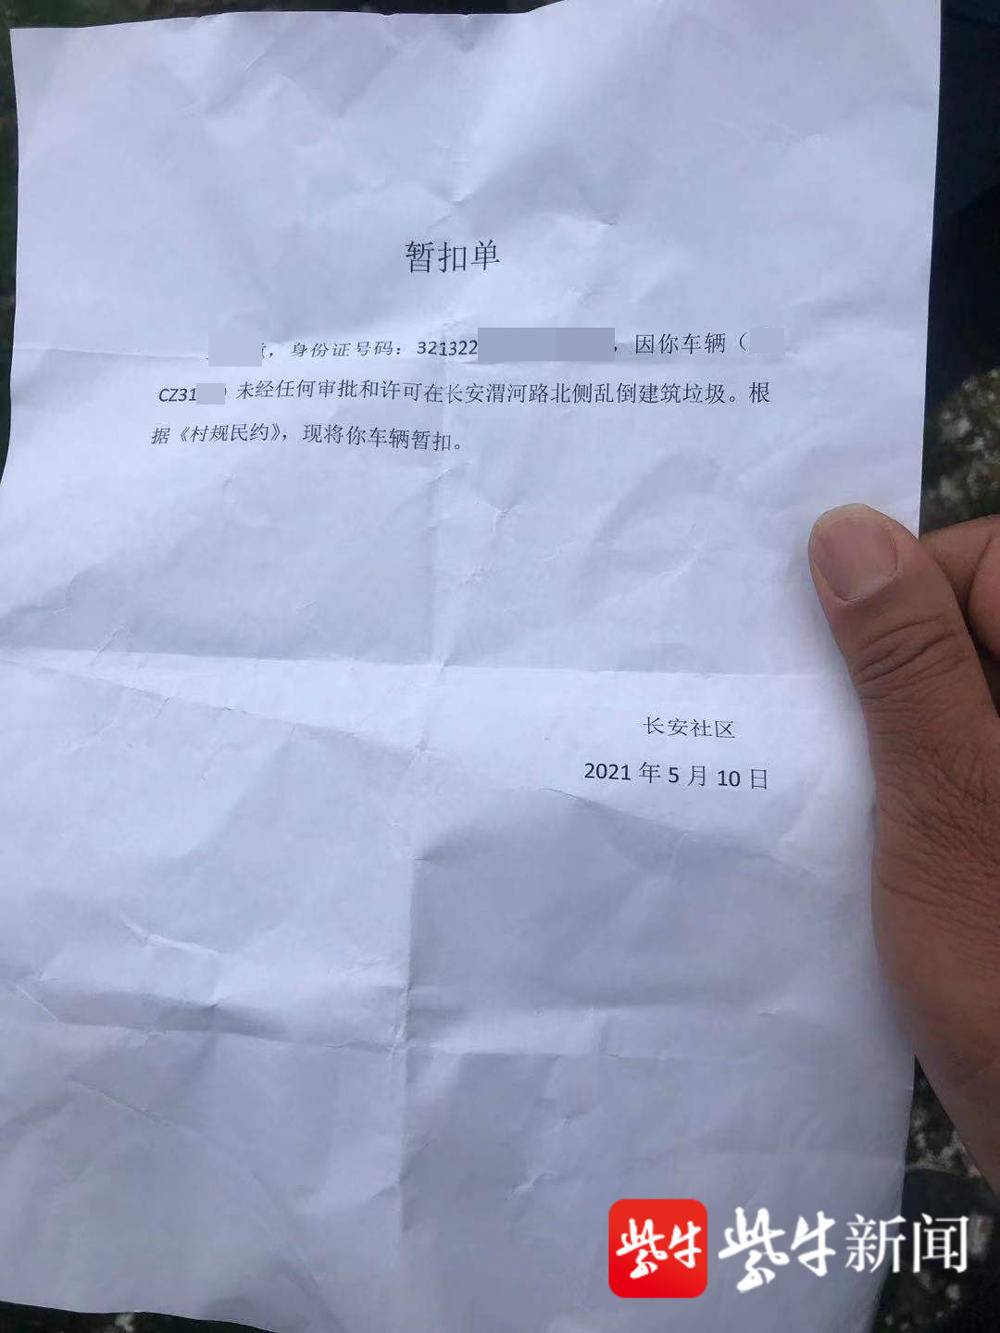 暂扣单
，身份证号码：321322，因你车辆（
CZ31）未经任何审批和许可在长安渭河路北侧乱倒建筑垃圾。根
据《村规民约》，现将你车辆暂扣。
长安社区
2021年5月10日
紫牛 紫牛新闻